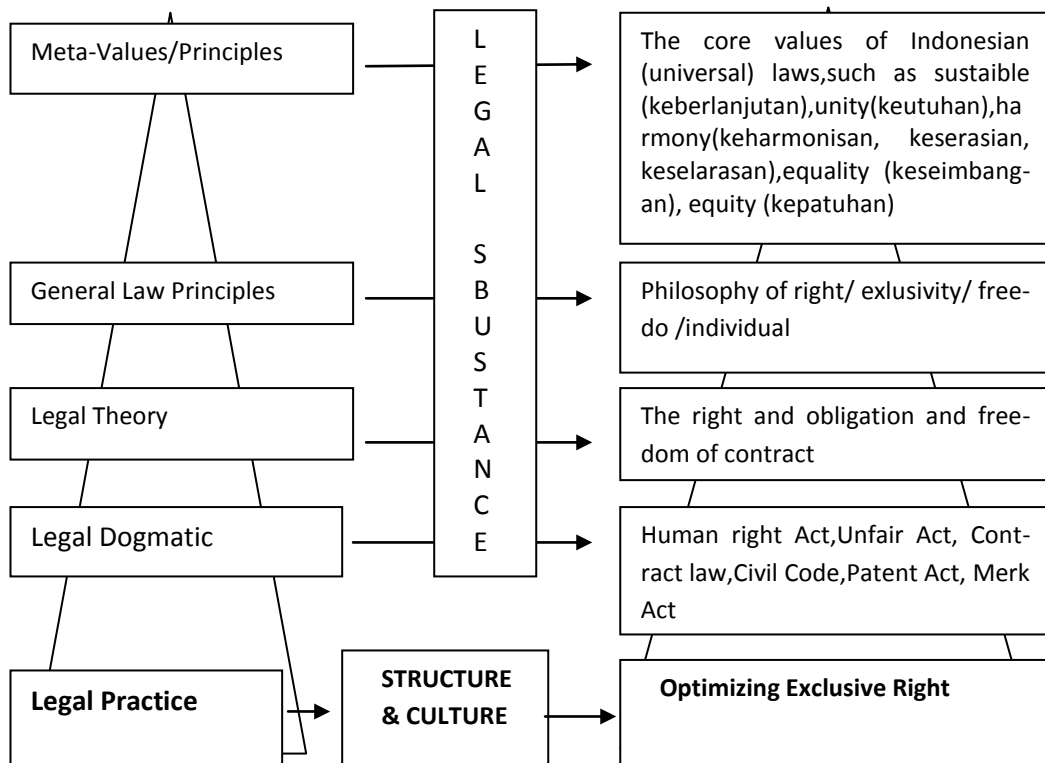 Meta-Values/Principles
General Law Principles
Legal Theory
Legal Dogmatic
Legal Practice
L
E
G
A
L
S
B
U
S
T
A
N
C
E
STRUCTURE
& CULTURE
The core values of Indonesian
(universal) laws,such as sustaible
(keberlanjutan),unity(keutuhan),ha
rmony(keharmonisan, keserasian,
keselarasan),equality (keseimbang-
an), equity (kepatuhan)
Philosophy of right/ exlusivity/ free-
do /individual
The right and obligation and free-
dom of contract
Human right Act,Unfair Act, Cont-
ract law,Civil Code,Patent Act, Merk
Act
Optimizing Exclusive Right